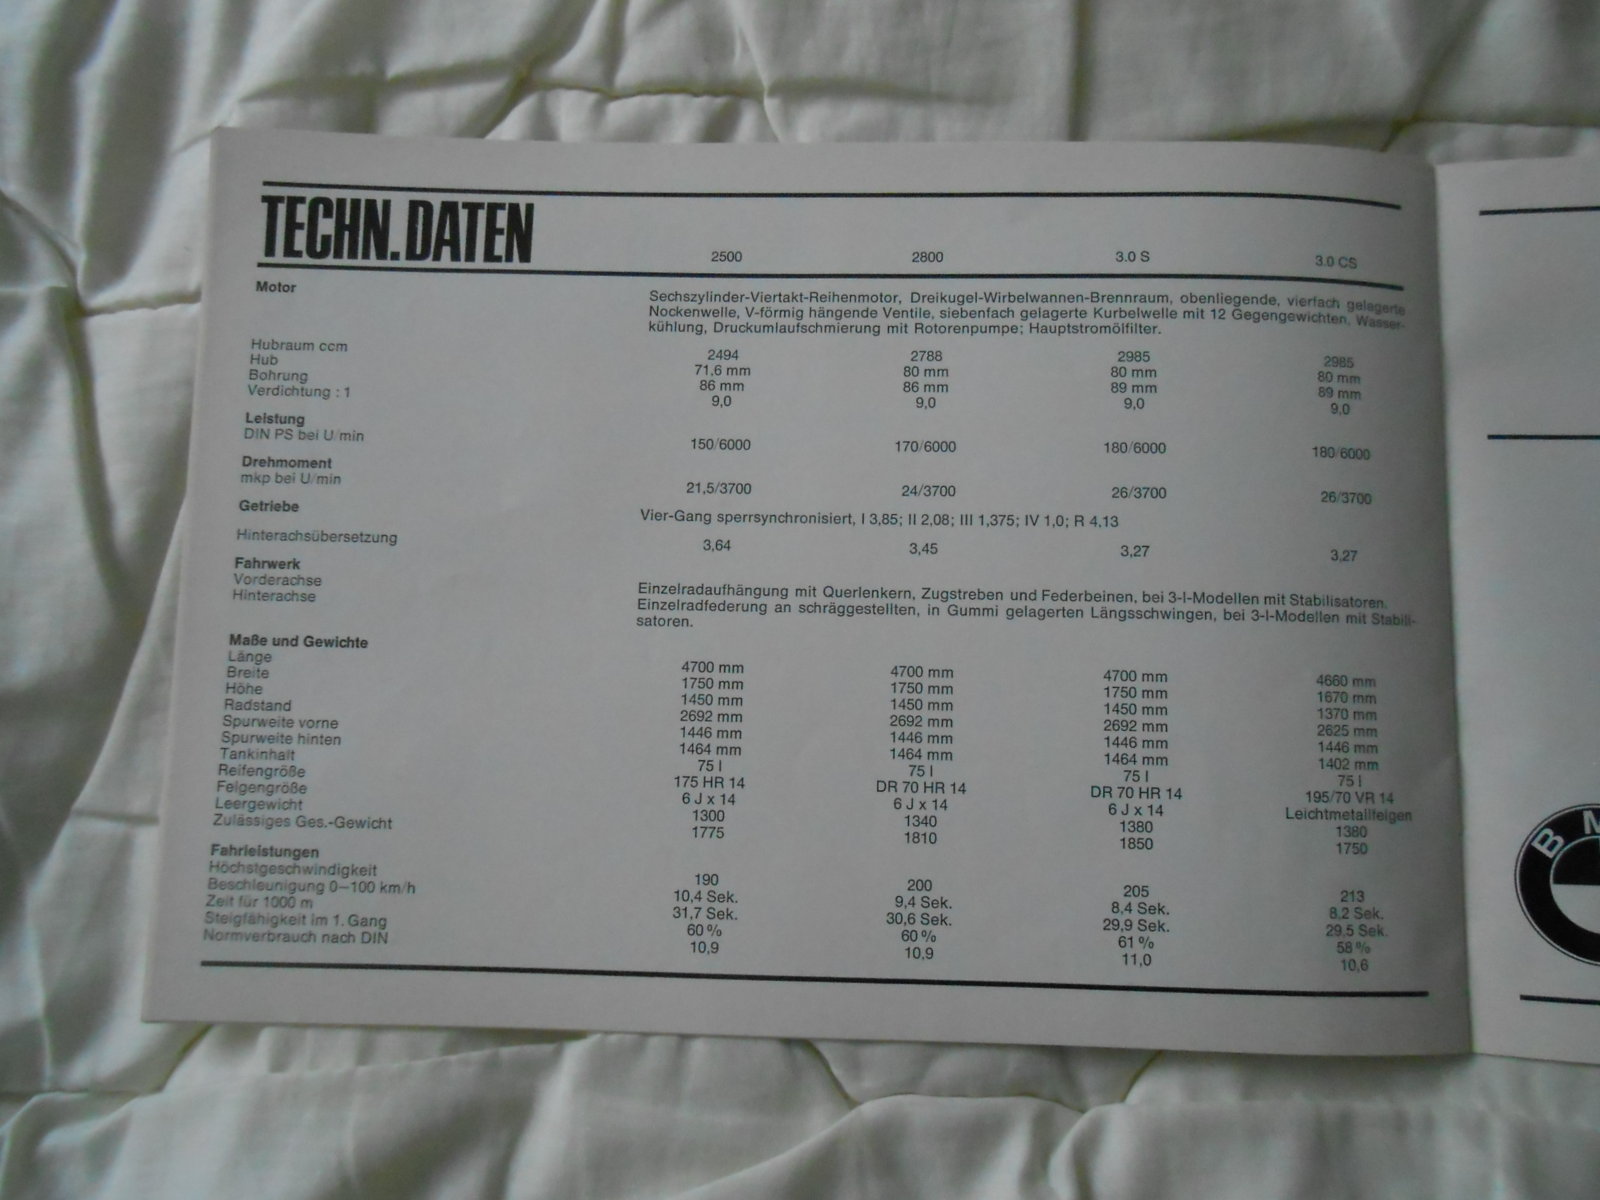 TECHN. DATEN
2500 2800 3.0 S 3.0 CS
Motor
Sechszylinder-Viertakt-Reihenmotor, Dreikugel-Wirbelwannen-Brennraum, obenliegende, vierfach gelagerte
Nockenwelle, V-förmig hängende Ventile, siebenfach gelagerte Kurbelwelle mit 12 Gegengewichten, Wasser-
kühlung, Druckumlaufschmierung mit Rotorenpumpe; Hauptstromölfilter.
Hubraum ccm 2494 2788 2985 2985
Hub 71,6 mm 80 mm 80 mm 80 mm
Bohrung 86 mm 86 mm 89 mm 89 mm
Verdichtung : 1 9,0 9,0 9,0 9,0
Leistung
DIN PS bei U/min 150/6000 170/6000 180/6000 180/6000
Drehmoment
mkp bei U/min 21,5/3700 24/3700 26/3700 26/3700
Getriebe Vier-Gang sperrsynchronisiert, I 3,85; II 2,08; III 1,375; IV 1,0; R 4,13
Hinterachsübersetzung 3,64 3,45 3,27 3,27
Fahrwerk
Vorderachse Einzelradaufhängung mit Querlenkern, Zugstreben und Federbeinen, bei 3-l-Modellen mit Stabilisatoren.
Hinterachse Einzelradfederung an schräggestellten, in Gummi gelagerten Längsschwingen, bei 3-l-Modellen mit Stabili-
satoren.
Maße und Gewichte
Länge 4700 mm 4700 mm 4700 mm 4660 mm
Breite 1750 mm 1750 mm 1750 mm 1670 mm
Höhe 1450 mm 1450 mm 1450 mm 1370 mm
Radstand 2692 mm 2692 mm 2692 mm 2625 mm
Spurweite vorne 1446 mm 1446 mm 1446 mm 1446 mm
Spurweite hinten 1464 mm 1464 mm 1464 mm 1402 mm
Tankinhalt 75 l 75 l 75 l 75 l
Reifengröße 175 HR 14 DR 70 HR 14 DR 70 HR 14 195/70 VR 14
Felgengröße 6 J x 14 6 J x 14 6 J x 14 Leichtmetallfelgen
Leergewicht 1300 1340 1380 1380
Zulässiges Ges.-Gewicht 1775 1810 1850 1750
Fahrleistungen
Höchstgeschwindigkeit 190 200 205 213
Beschleunigung 0–100 km/h 10,4 Sek. 9,4 Sek. 8,4 Sek. 8,2 Sek.
Zeit für 1000 m 31,7 Sek. 30,6 Sek. 29,9 Sek. 29,5 Sek.
Steigfähigkeit im 1. Gang 60 % 60 % 61 % 58 %
Normverbrauch nach DIN 10,9 10,9 11,0 10,6
B M